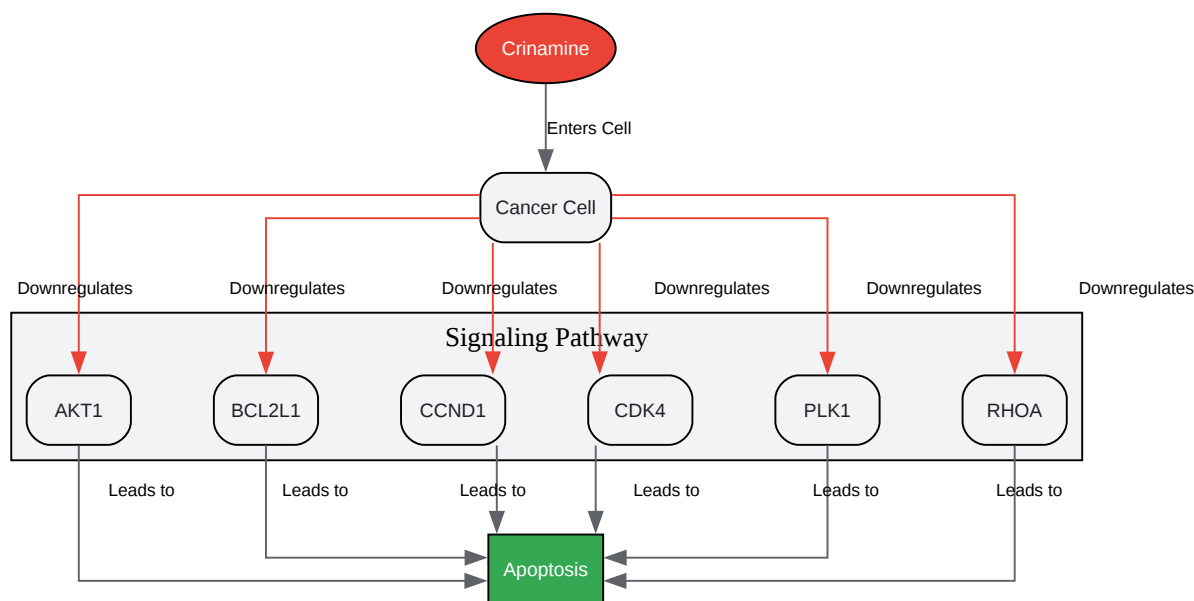 Crinamine
Enters Cell
Cancer Cell
Downregulates Downregulates Downregulates Downregulates Downregulates Downregulates
Signaling Pathway
AKT1 BCL2L1 CCND1 CDK4 PLK1 RHOA
Leads to Leads to Leads to Leads to Leads to Leads to
Apoptosis